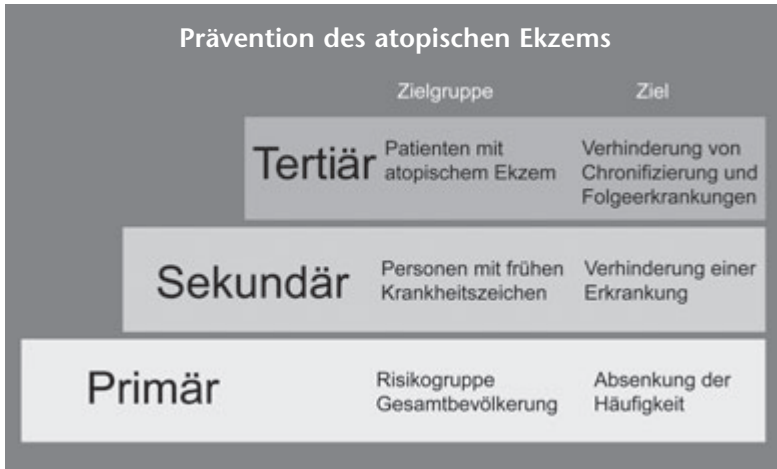 Prävention des atopischen Ekzems
Zielgruppe Ziel
Tertiär
Patienten mit
atopischem Ekzem
Verhinderung von
Chronifizierung und
Folgeerkrankungen
Sekundär
Personen mit frühen
Krankheitszeichen
Verhinderung einer
Erkrankung
Primär
Risikogruppe
Gesamtbevölkerung
Absenkung der
Häufigkeit